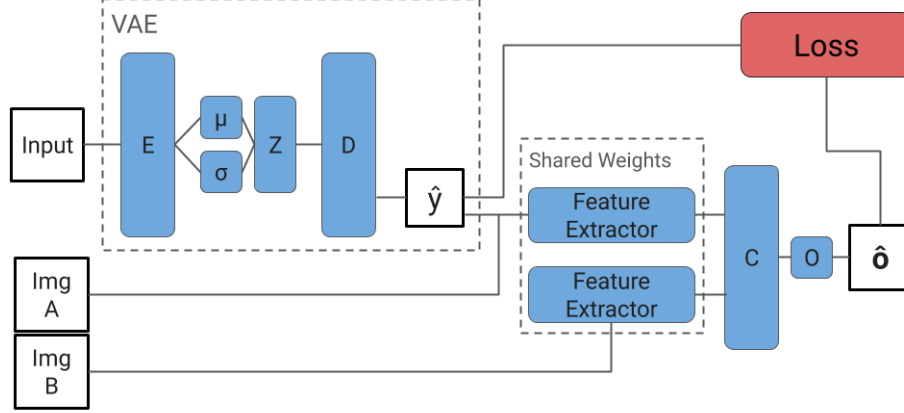 VAE
Loss
Input
E
μ
σ
Z
D
ŷ
Shared Weights
Feature
Extractor
Feature
Extractor
C
O
ô
Img
A
Img
B